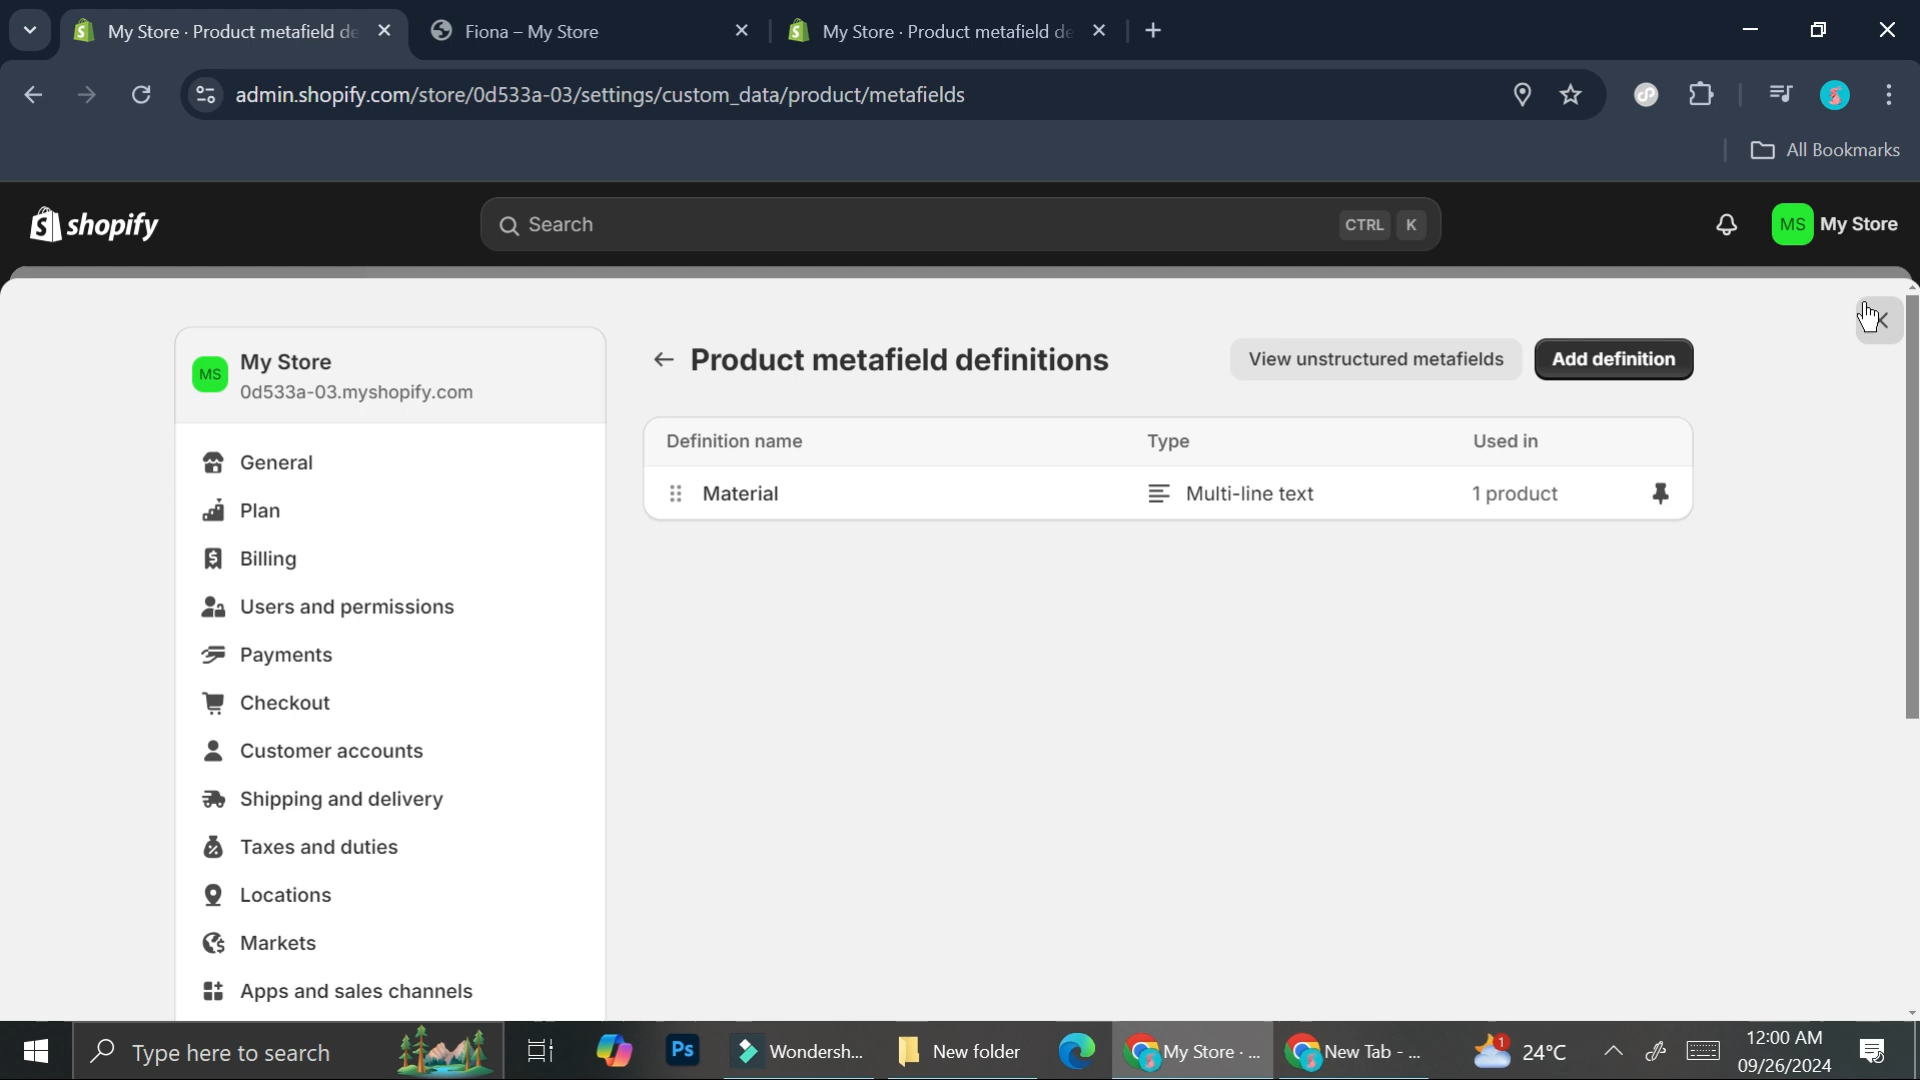 My Store · Product metafield de
Fiona – My Store
My Store · Product metafield de
admin.shopify.com/store/0d533a-03/settings/custom_data/product/metafields
All Bookmarks
shopify
Search
CTRL K
MS My Store
MS
My Store
0d533a-03.myshopify.com
Product metafield definitions
View unstructured metafields
Add definition
Definition name Type Used in
Material Multi-line text 1 product
General
Plan
Billing
Users and permissions
Payments
Checkout
Customer accounts
Shipping and delivery
Taxes and duties
Locations
Markets
Apps and sales channels
Type here to search
Ps
Wondersh...
New folder
My Store · ...
New Tab - ...
1
24°C
12:00 AM
09/26/2024